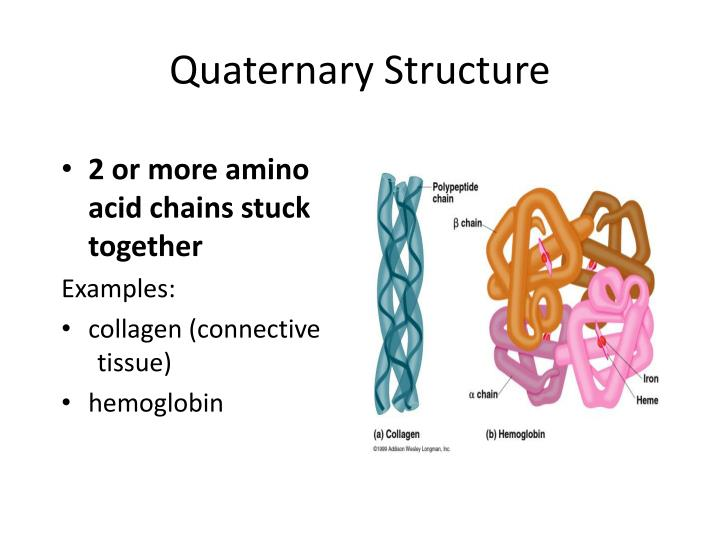 Quaternary Structure
• 2 or more amino
acid chains stuck
together
Examples:
• collagen (connective
tissue)
• hemoglobin
Polypeptide
chain
β chain
α chain
Iron
Heme
(a) Collagen
(b) Hemoglobin
©1999 Addison Wesley Longman, Inc.